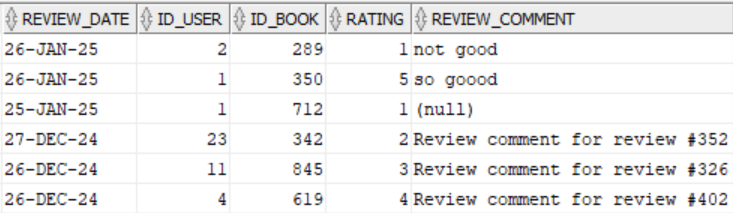 REVIEW_DATE ID_USER ID_BOOK RATING REVIEW_COMMENT
26-JAN-25 2 289 1 not good
26-JAN-25 1 350 5 so goood
25-JAN-25 1 712 1 (null)
27-DEC-24 23 342 2 Review comment for review #352
26-DEC-24 11 845 3 Review comment for review #326
26-DEC-24 4 619 4 Review comment for review #402